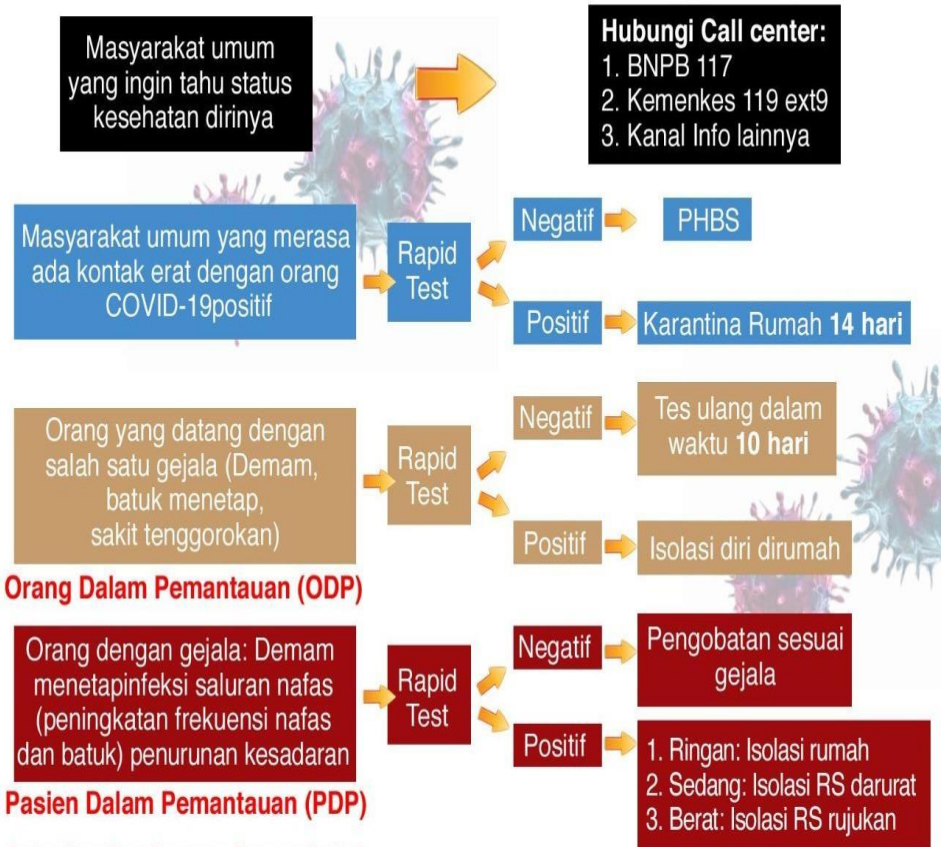 Masyarakat umum
yang ingin tahu status
kesehatan dirinya
Hubungi Call center:
1. BNPB 117
2. Kemenkes 119 ext9
3. Kanal Info lainnya
Masyarakat umum yang merasa
ada kontak erat dengan orang
COVID-19positif
Rapid
Test
Negatif
PHBS
Positif
Karantina Rumah 14 hari
Orang yang datang dengan
salah satu gejala (Demam,
batuk menetap,
sakit tenggorokan)
Rapid
Test
Negatif
Tes ulang dalam
waktu 10 hari
Positif
Isolasi diri dirumah
Orang Dalam Pemantauan (ODP)
Orang dengan gejala: Demam
menetapinfeksi saluran nafas
(peningkatan frekuensi nafas
dan batuk) penurunan kesadaran
Rapid
Test
Negatif
Pengobatan sesuai
gejala
Positif
1. Ringan: Isolasi rumah
2. Sedang: Isolasi RS darurat
3. Berat: Isolasi RS rujukan
Pasien Dalam Pemantauan (PDP)